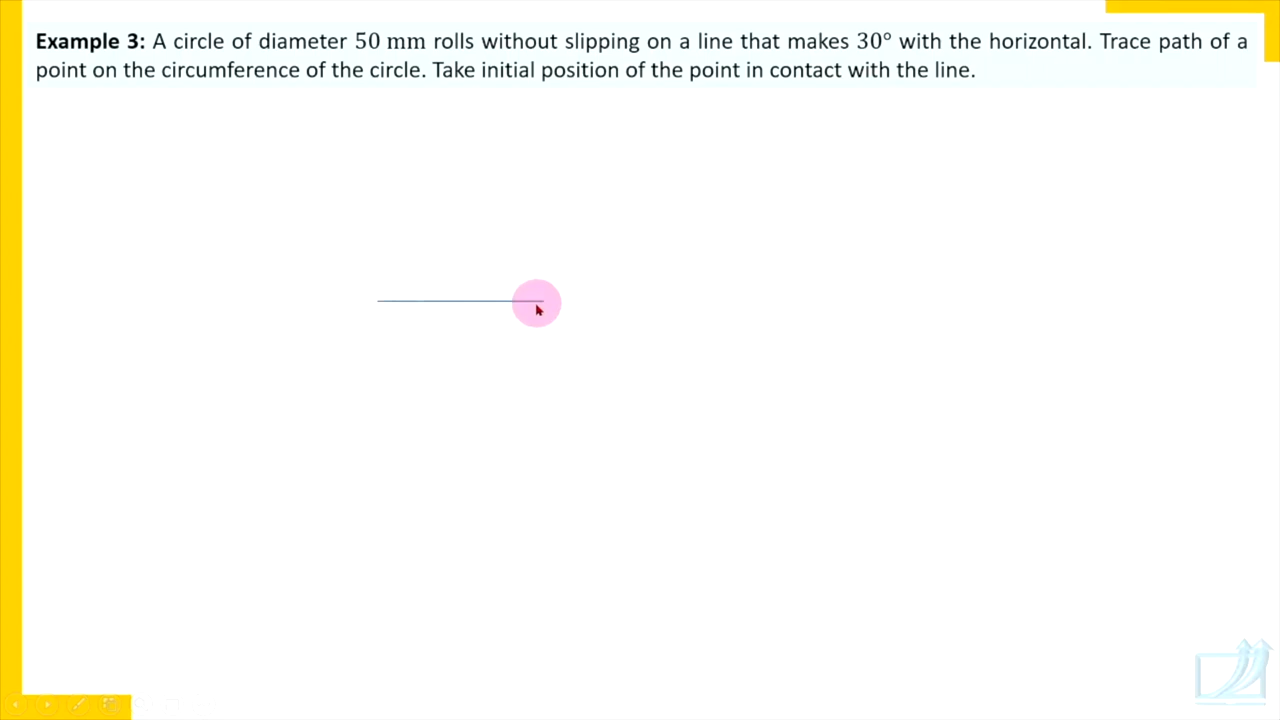 Example 3: A circle of diameter 50 mm rolls without slipping on a line that makes 30° with the horizontal. Trace path of a
point on the circumference of the circle. Take initial position of the point in contact with the line.